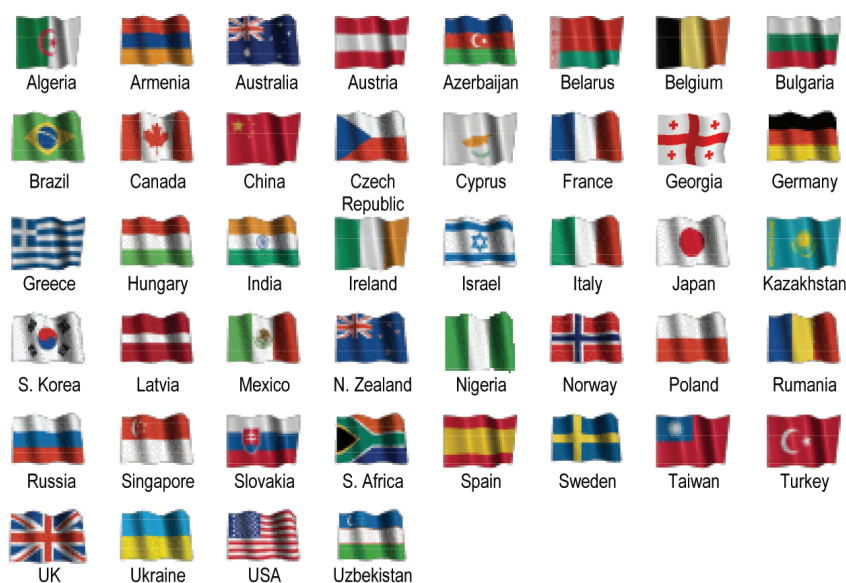 Algeria Armenia Australia Austria Azerbaijan Belarus Belgium Bulgaria
Brazil Canada China Czech Republic Cyprus France Georgia Germany
Greece Hungary India Ireland Israel Italy Japan Kazakhstan
S. Korea Latvia Mexico N. Zealand Nigeria Norway Poland Rumania
Russia Singapore Slovakia S. Africa Spain Sweden Taiwan Turkey
UK Ukraine USA Uzbekistan